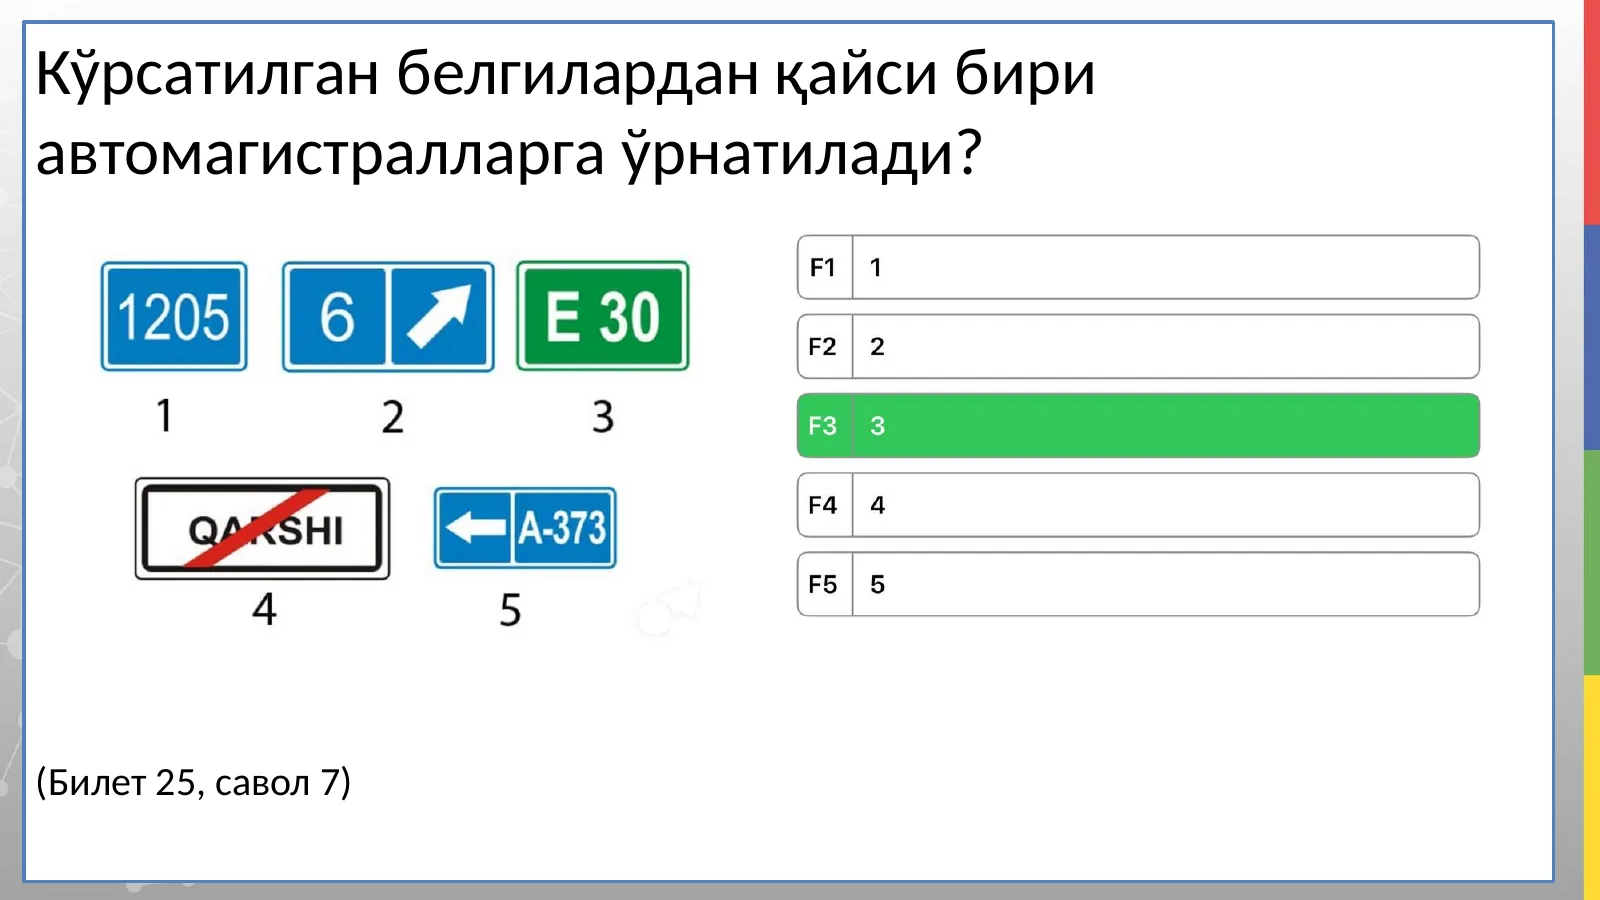 Кўрсатилган белгилардан қайси бири
автомагистралларга ўрнатилади?
1205
6
E 30
1
2
3
QARSHI
A-373
4
5
F1 1
F2 2
F3 3
F4 4
F5 5
(Билет 25, савол 7)